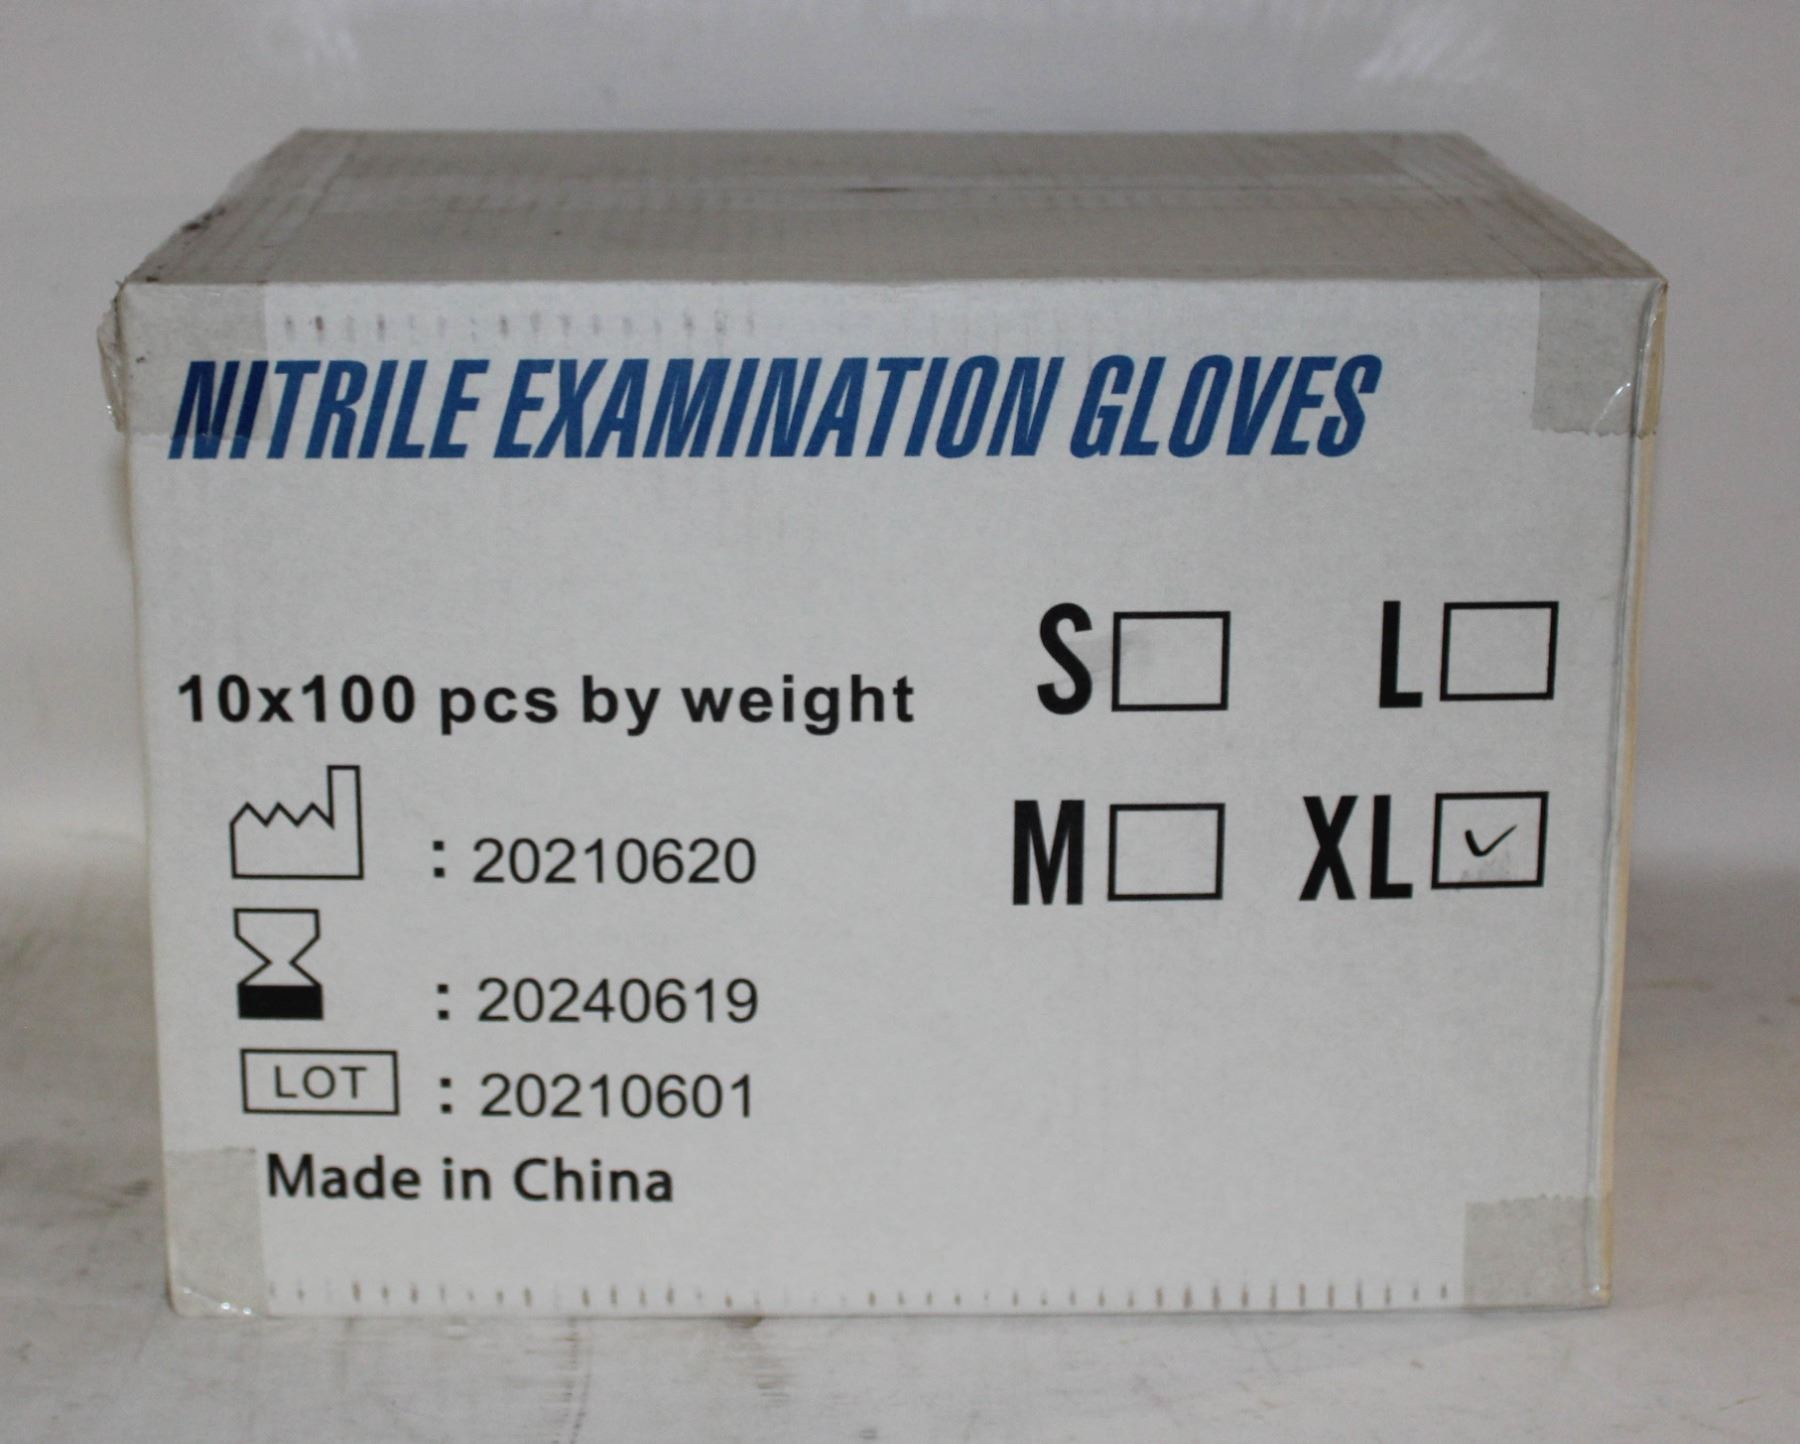 NITRILE EXAMINATION GLOVES
10x100 pcs by weight
S L
M XL
: 20210620
: 20240619
LOT : 20210601
Made in China